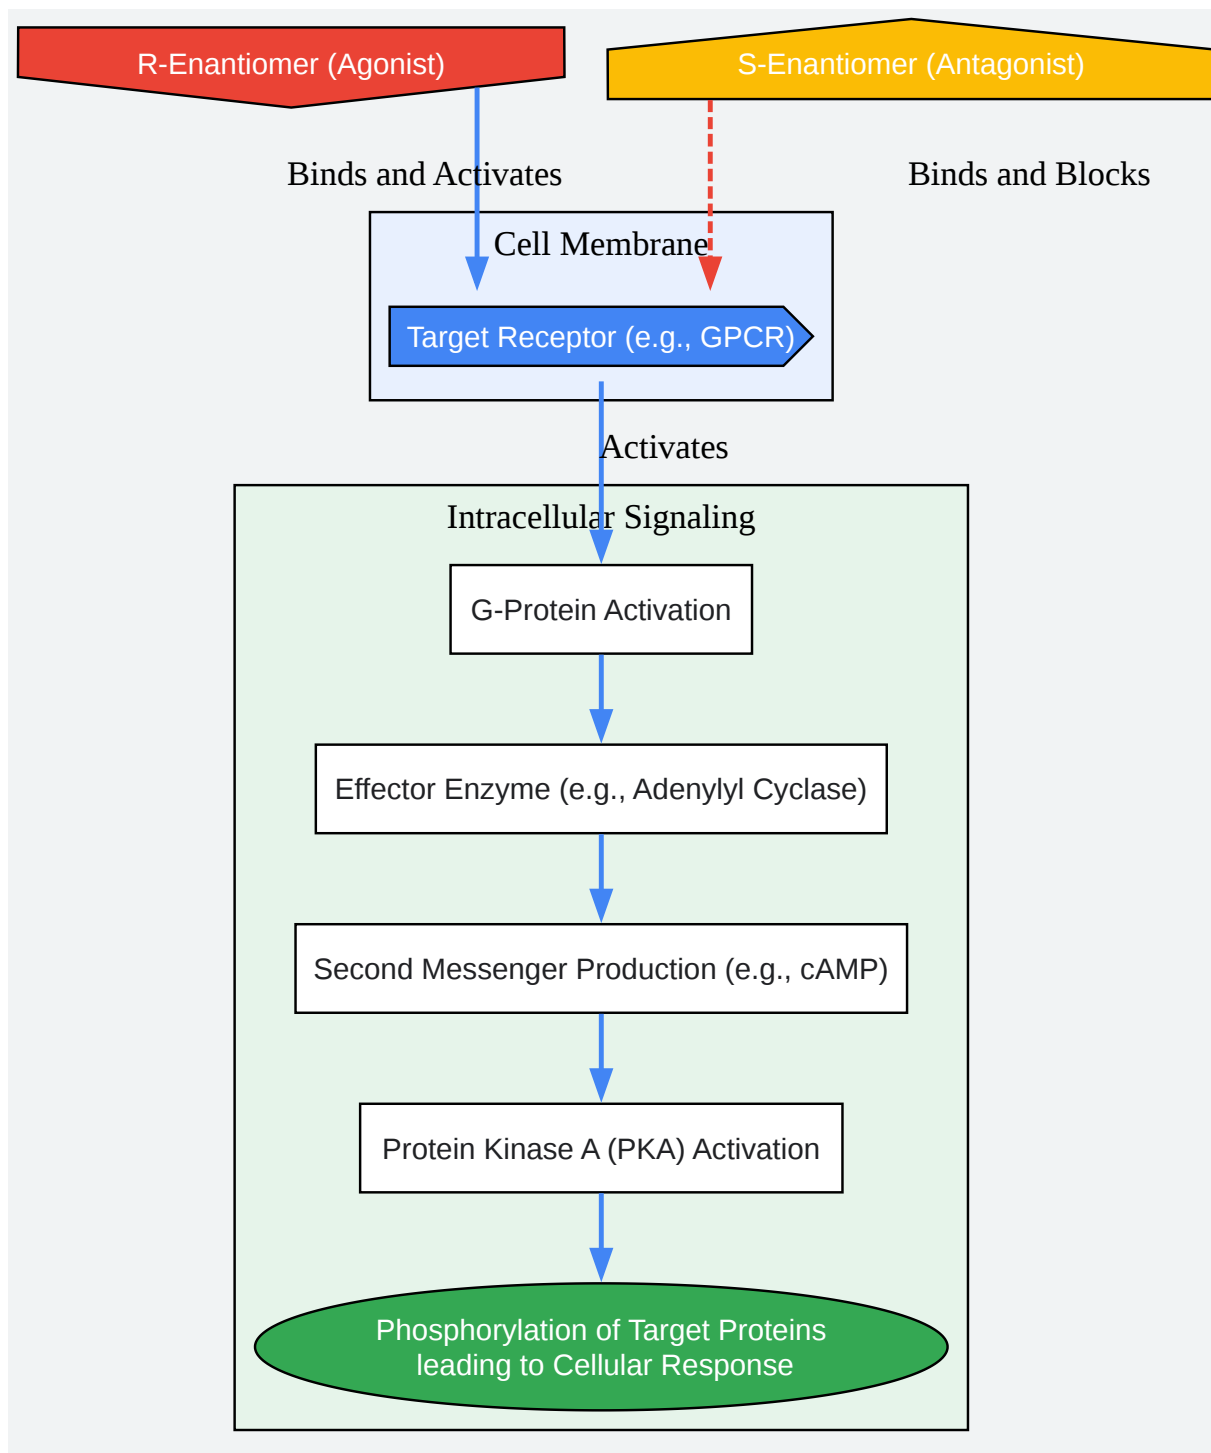 R-Enantiomer (Agonist)
S-Enantiomer (Antagonist)
Binds and Activates
Binds and Blocks
Cell Membrane
Target Receptor (e.g., GPCR)
Activates
Intracellular Signaling
G-Protein Activation
Effector Enzyme (e.g., Adenylyl Cyclase)
Second Messenger Production (e.g., cAMP)
Protein Kinase A (PKA) Activation
Phosphorylation of Target Proteins
leading to Cellular Response